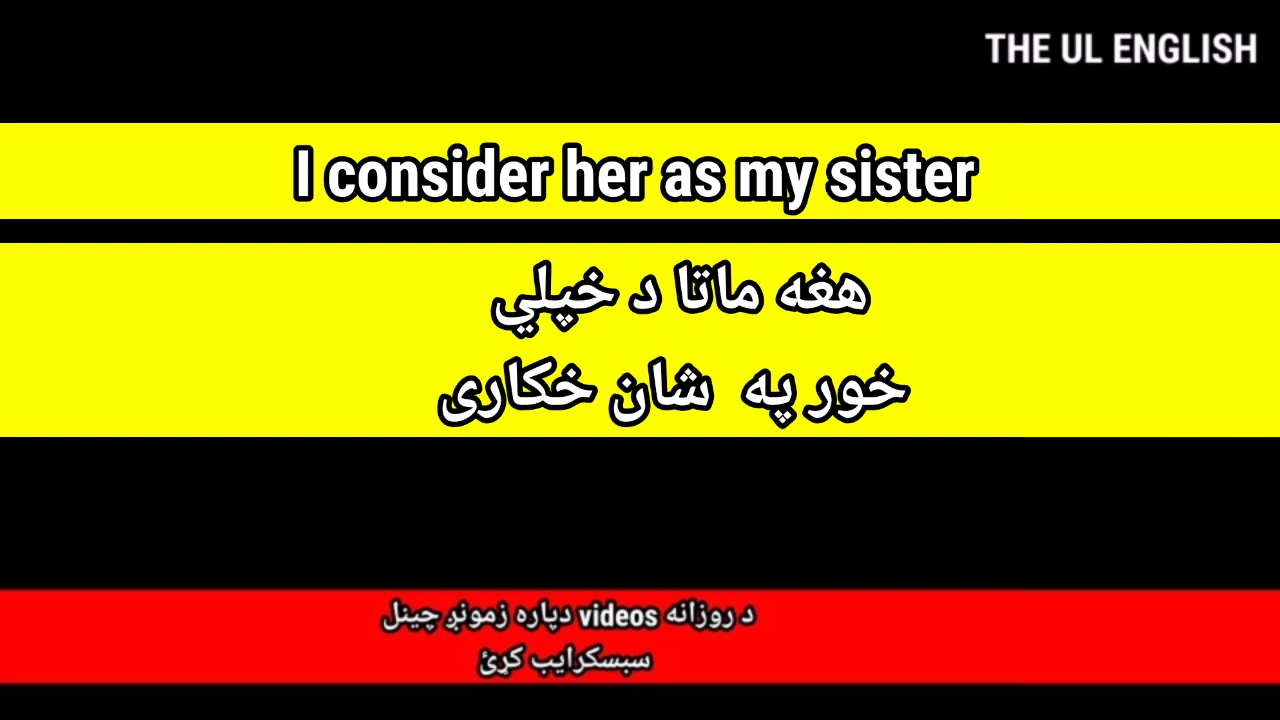 THE UL ENGLISH
I consider her as my sister
هغه ماتا د خپلي
خور په شان خکاری
د روزانه videos دپاره زمونږ چینل
سبسکرایب کړئ